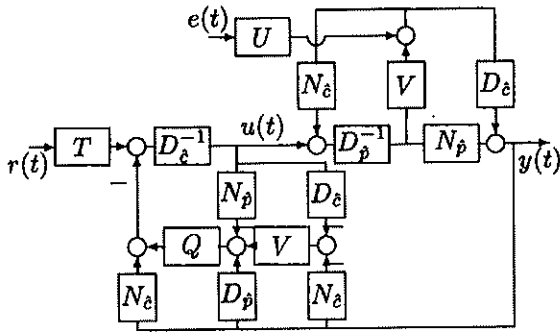 e(t)
U
N_ĉ
V
D_ĉ
r(t)
T
D_ĉ^{-1}
u(t)
D_p̂^{-1}
N_p̂
y(t)
−
N_p̂
D_ĉ
Q
V
N_ĉ
D_p̂
N_ĉ